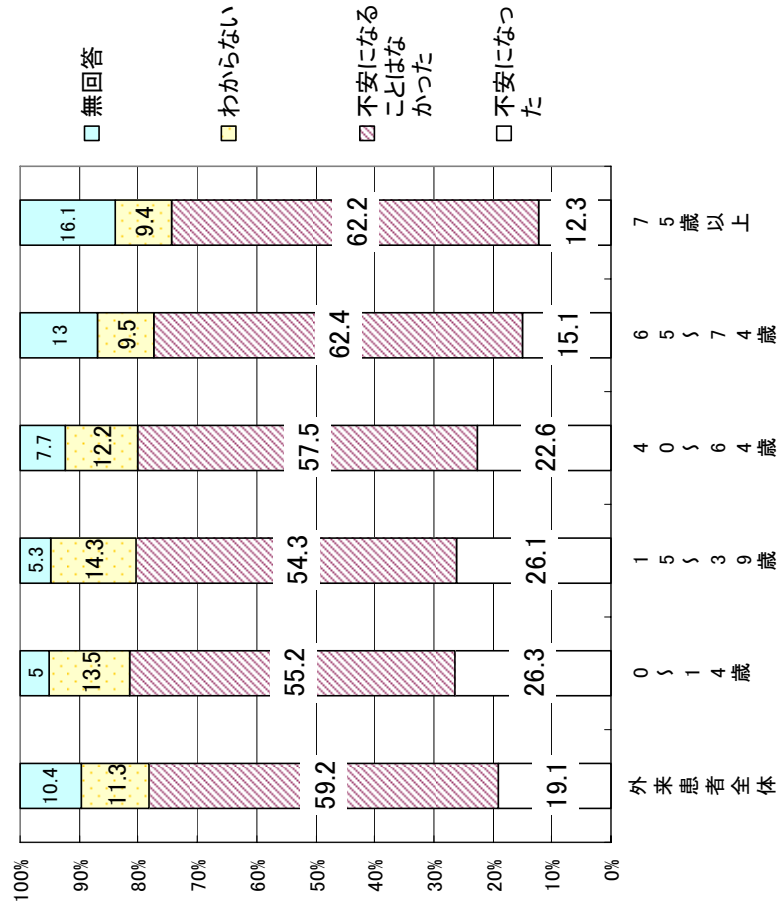 100%
90%
80%
70%
60%
50%
40%
30%
20%
10%
0%
10.4
11.3
59.2
19.1
5
13.5
55.2
26.3
5.3
14.3
54.3
26.1
7.7
12.2
57.5
22.6
13
9.5
62.4
15.1
16.1
9.4
62.2
12.3
外来患者全体
0~14歳
15~39歳
40~64歳
65~74歳
75歳以上
無回答
わからない
不安になる
ことはな
かった
不安になっ
た